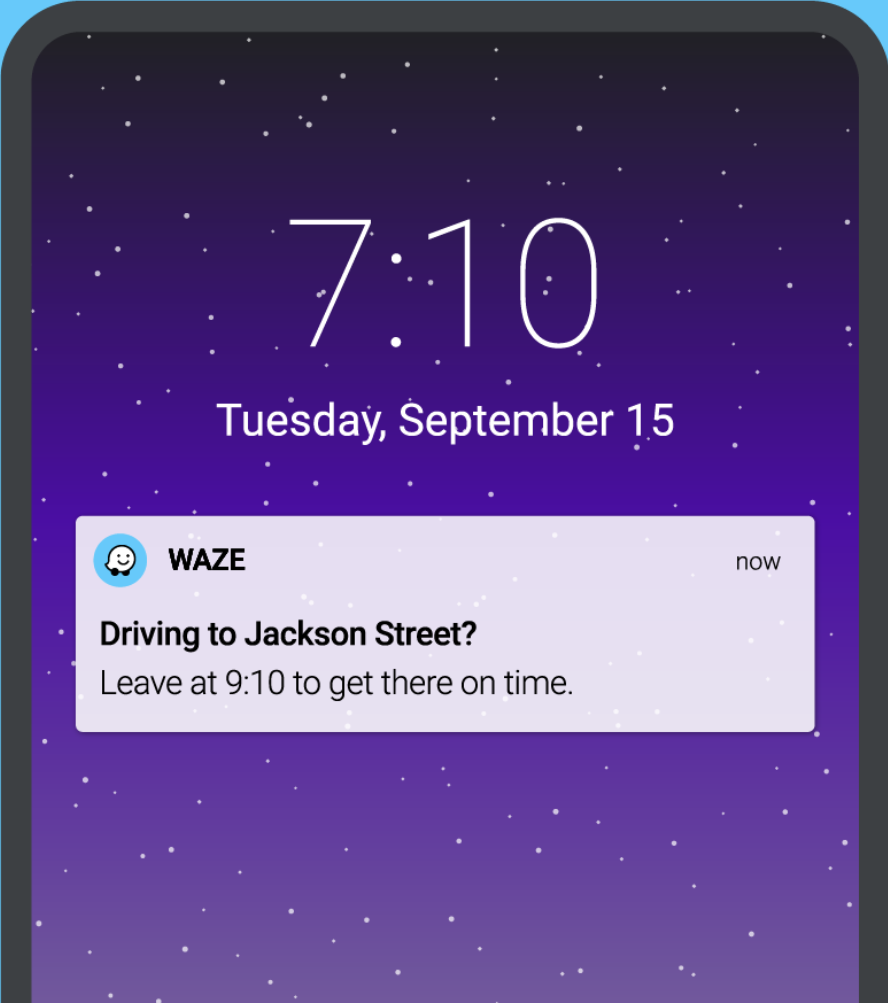 7:10
Tuesday, September 15
WAZE now
Driving to Jackson Street?
Leave at 9:10 to get there on time.